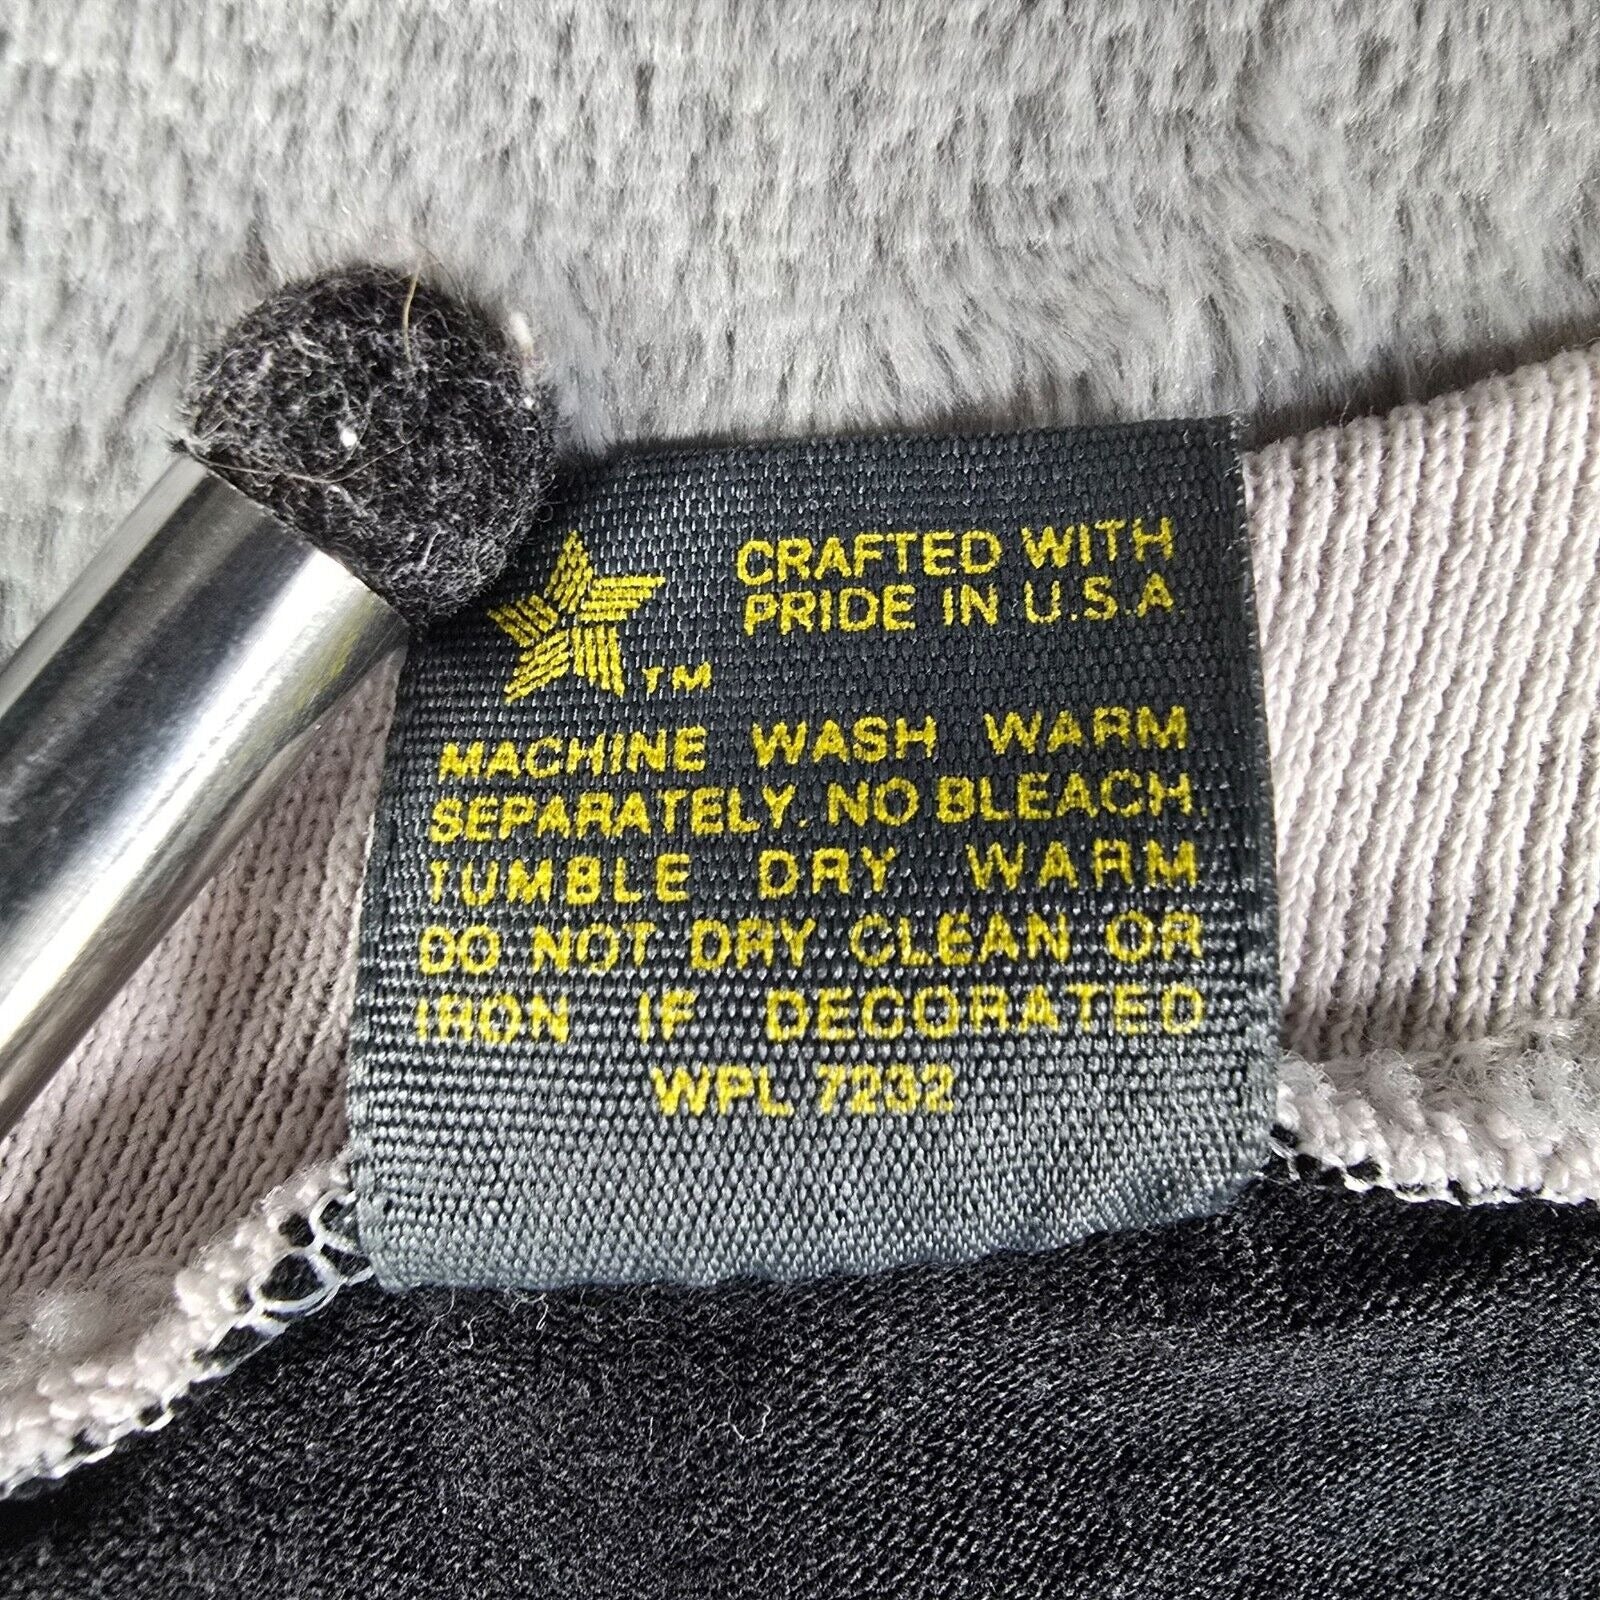 CRAFTED WITH
PRIDE IN U.S.A.
TM
MACHINE WASH WARM
SEPARATELY. NO BLEACH
TUMBLE DRY WARM
DO NOT DRY CLEAN OR
IRON IF DECORATED
WPL 7232